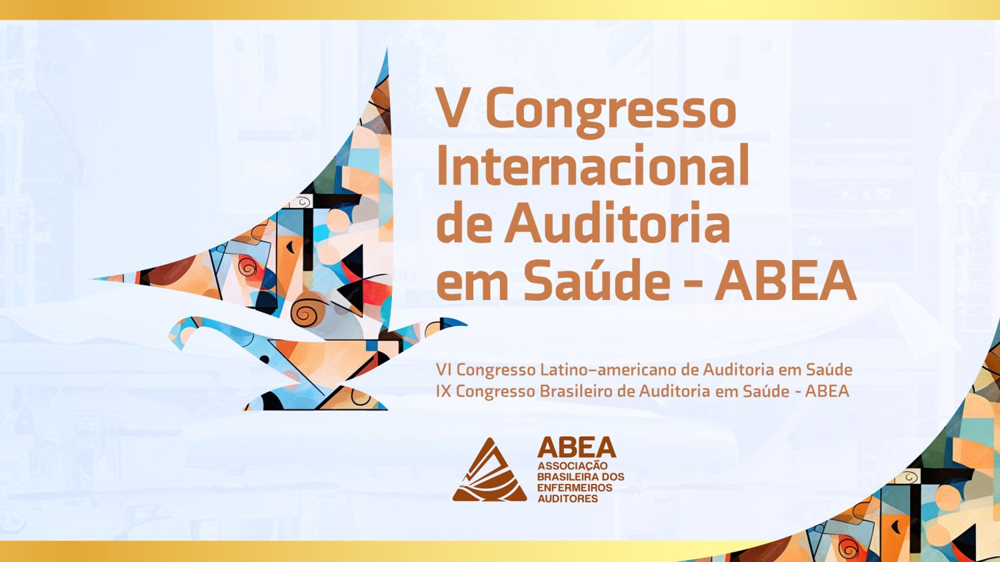 V Congresso
Internacional
de Auditoria
em Saúde - ABEA
VI Congresso Latino–americano de Auditoria em Saúde
IX Congresso Brasileiro de Auditoria em Saúde - ABEA
ABEA
ASSOCIAÇÃO
BRASILEIRA DOS
ENFERMEIROS
AUDITORES